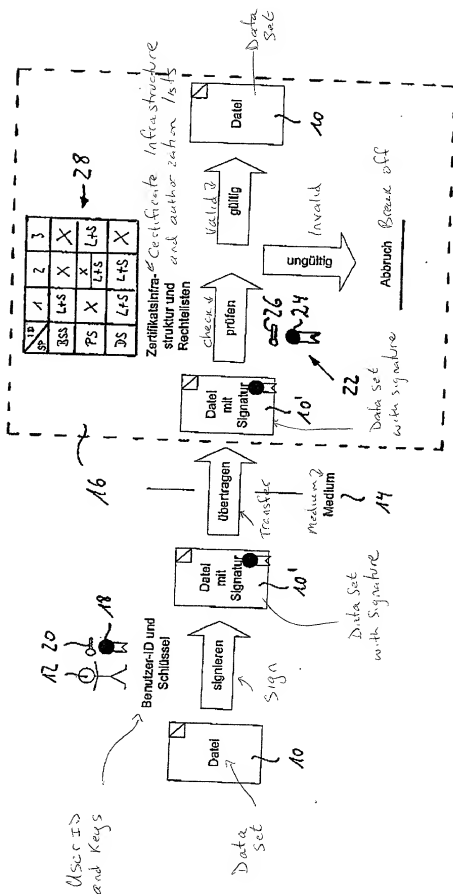 User ID
and Keys
12
20
18
Benutzer-ID und
Schlüssel
Datei
10
Data
Set
signieren
Sign
Datei
mit
Signatur
10'
Data Set
with Signature
16
übertragen
Transfer
Medium
Medium
14
Datei
mit
Signatur
10'
Data Set
with Signature
ID
SP
1
2
3
BSS
L+S
X
X
PS
X
X
L+S
L+S
DS
L+S
L+S
X
28
Zertifikatsinfra-
struktur und
Rechtelisten
Certificate Infrastructure
and authorization lists
check
prüfen
26
24
22
Valid
gültig
ungültig
Invalid
Abbruch
Break off
Datei
10
Data
Set